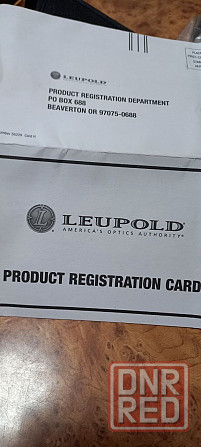 LEUPOLD
PRODUCT REGISTRATION DEPARTMENT
PO BOX 688
BEAVERTON OR 97075-0688
L
LEUPOLD®
AMERICA'S OPTICS AUTHORITY®
PRODUCT REGISTRATION CARD
DNR
RED